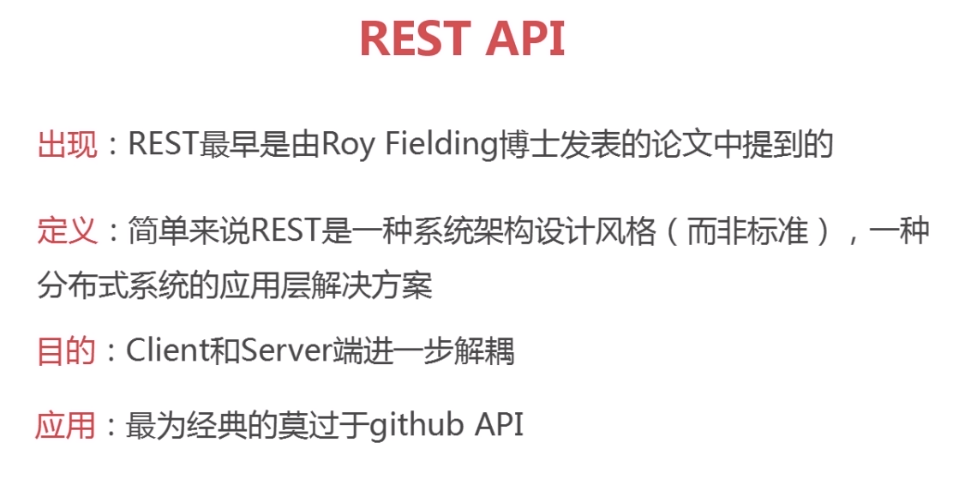 REST API
出现：REST最早是由Roy Fielding博士发表的论文中提到的
定义：简单来说REST是一种系统架构设计风格（而非标准），一种
分布式系统的应用层解决方案
目的：Client和Server端进一步解耦
应用：最为经典的莫过于github API